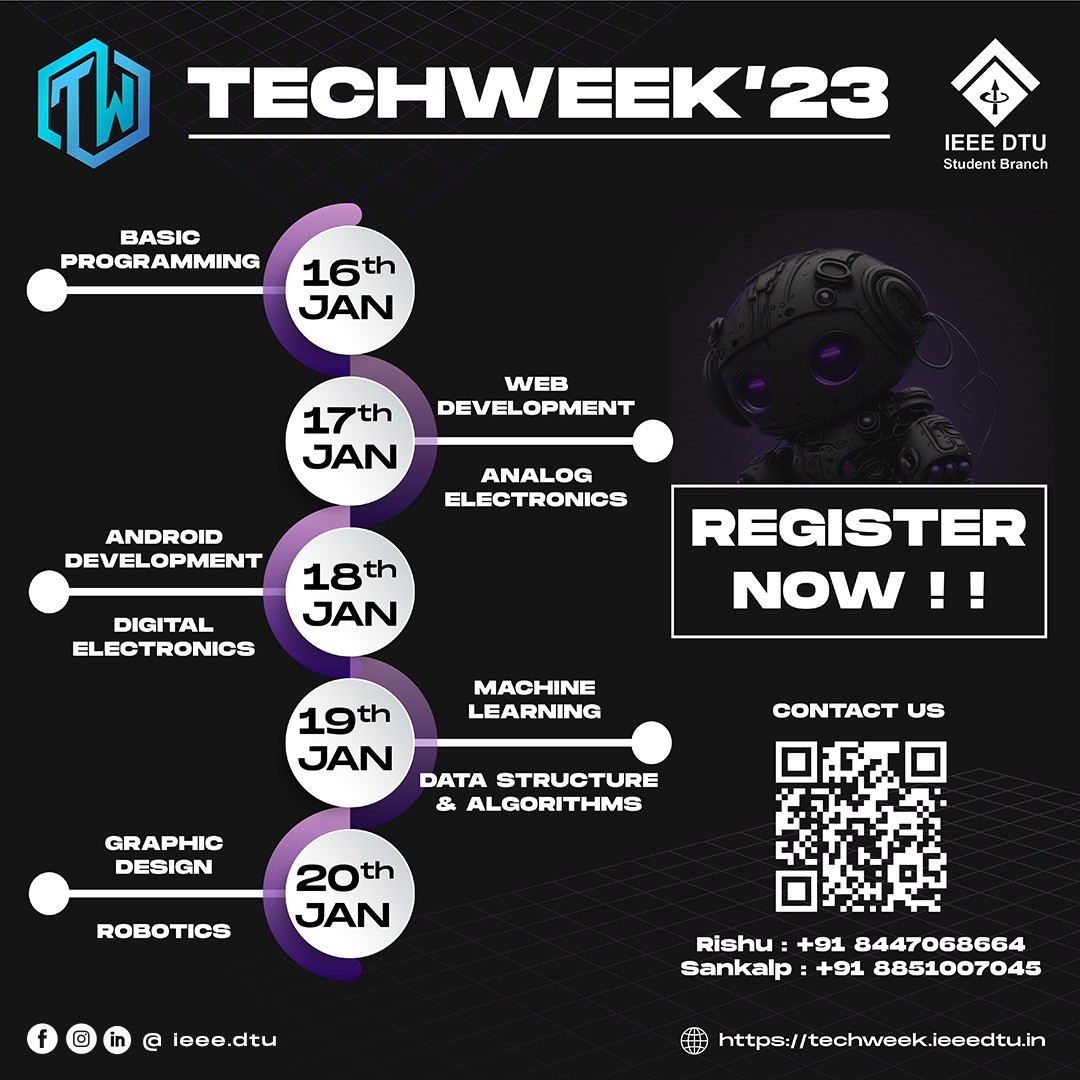 TW
TECHWEEK'23
IEEE DTU
Student Branch
BASIC
PROGRAMMING
16th
JAN
17th
JAN
WEB
DEVELOPMENT
ANALOG
ELECTRONICS
ANDROID
DEVELOPMENT
18th
JAN
DIGITAL
ELECTRONICS
19th
JAN
MACHINE
LEARNING
DATA STRUCTURE
& ALGORITHMS
GRAPHIC
DESIGN
20th
JAN
ROBOTICS
REGISTER
NOW ! !
CONTACT US
Rishu : +91 8447068664
Sankalp : +91 8851007045
f in @ ieee.dtu
https://techweek.ieeedtu.in